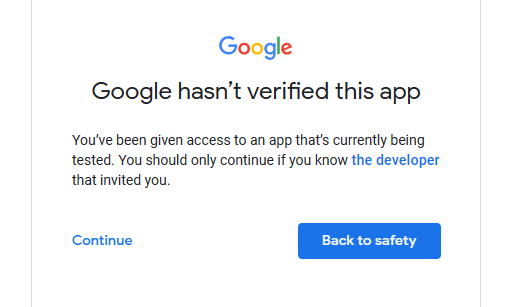 Google
Google hasn’t verified this app
You’ve been given access to an app that’s currently being
tested. You should only continue if you know the developer
that invited you.
Continue
Back to safety